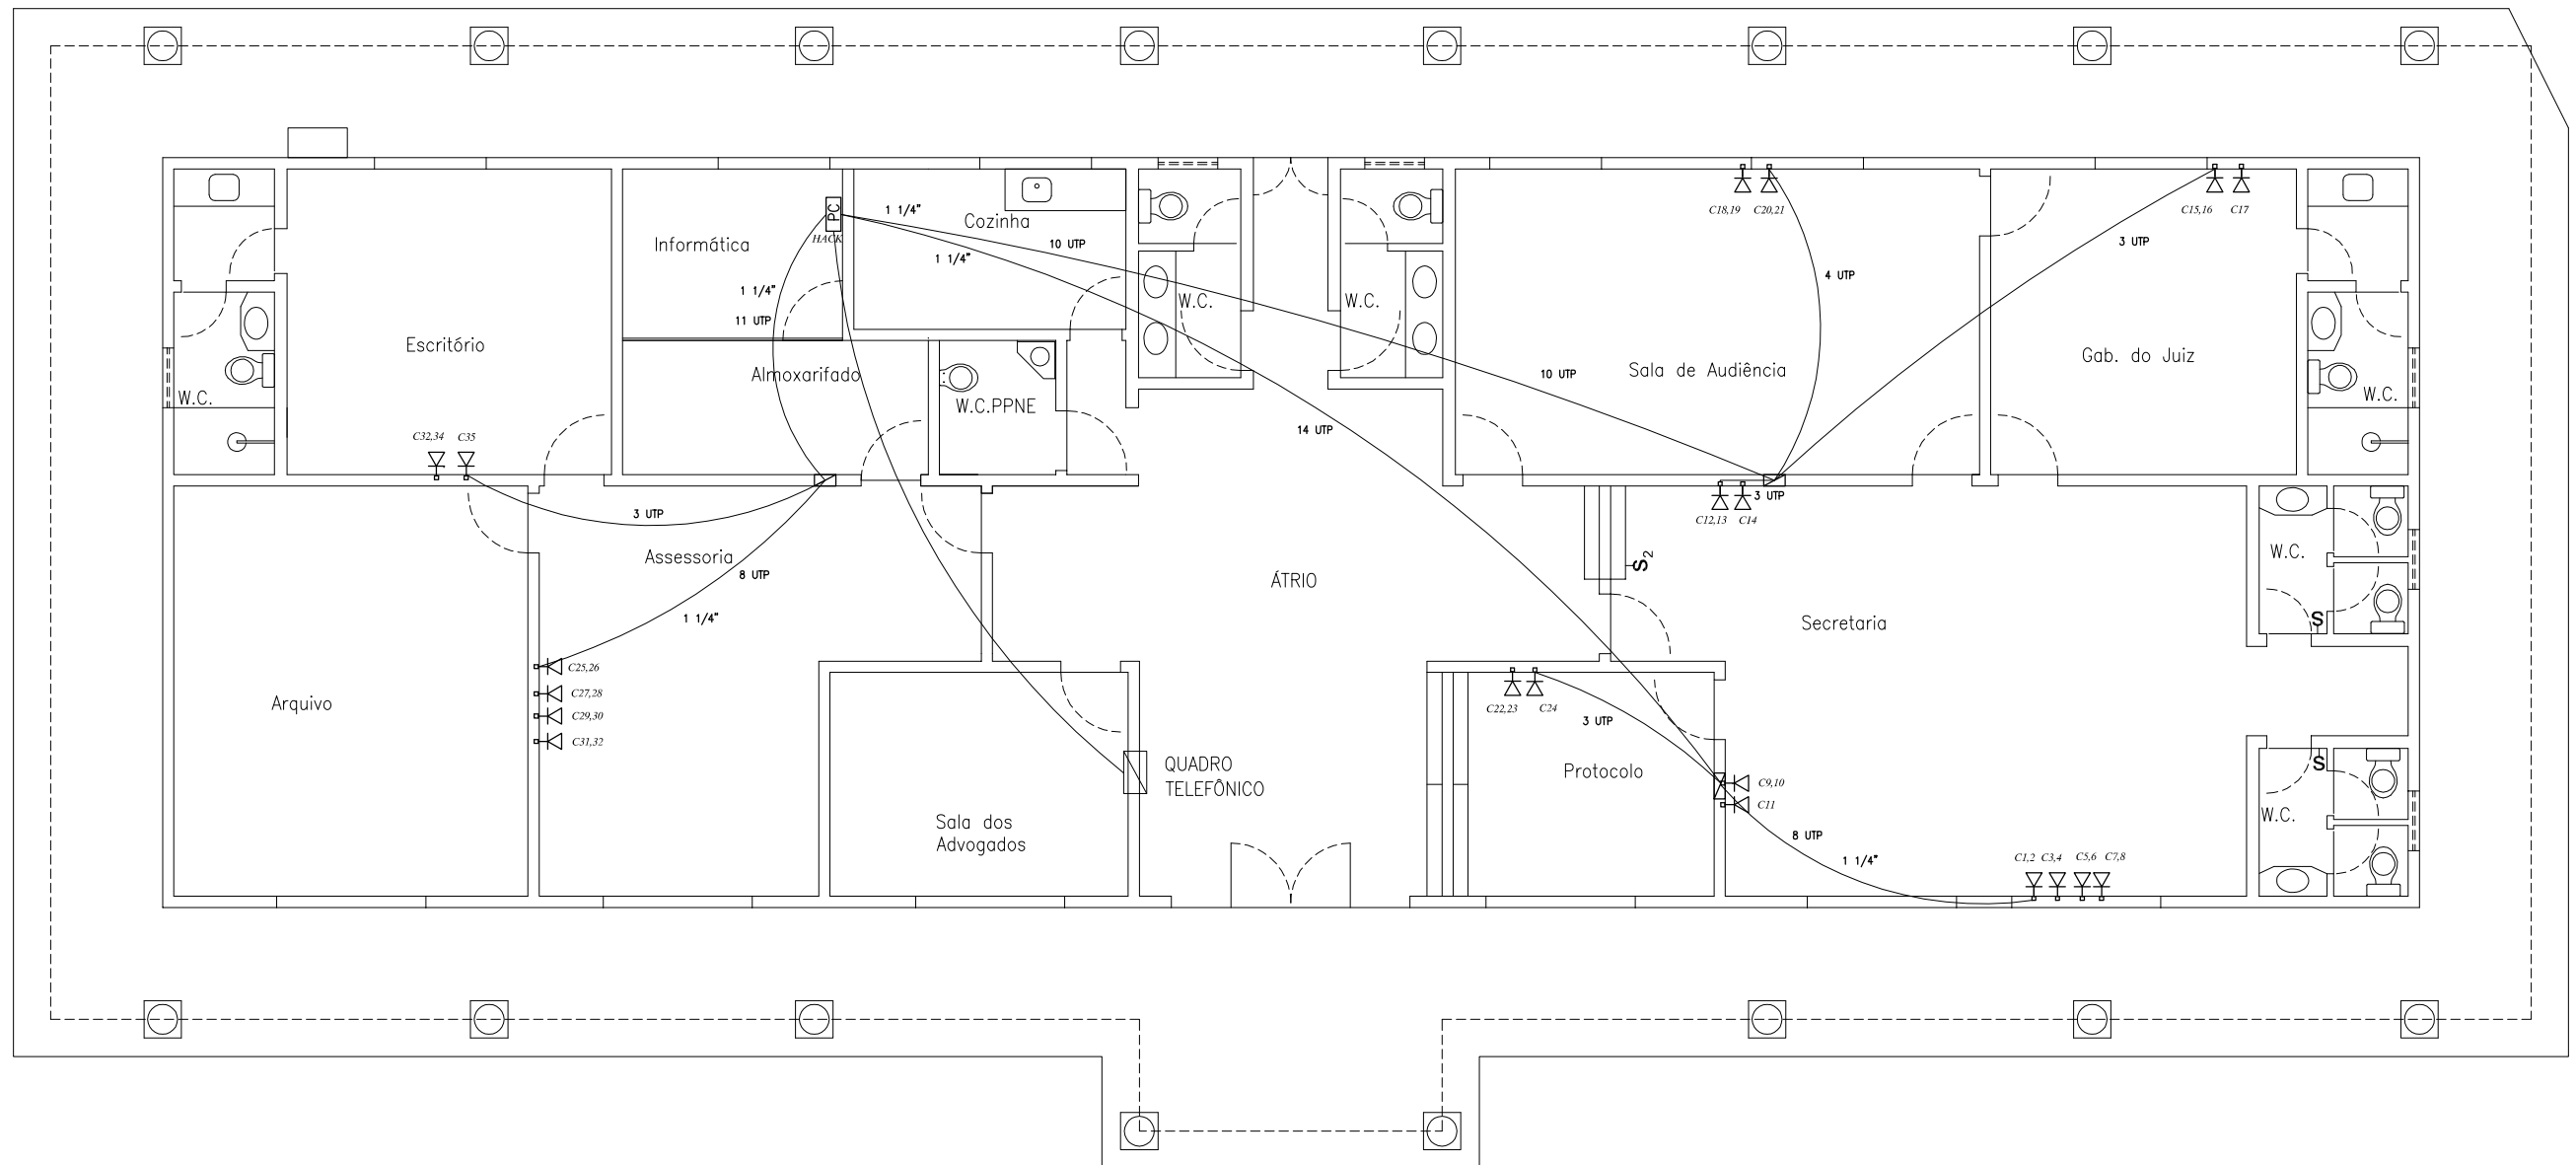 C18,19
C20,21
C15,16
C17
1 1/4"
PC
Cozinha
HACK
Informática
10 UTP
3 UTP
1 1/4"
4 UTP
1 1/4"
W.C.
W.C.
11 UTP
Escritório
Gab. do Juiz
Almoxarifado
10 UTP
Sala de Audiência
W.C.
W.C.PPNE
W.C.
14 UTP
C32,34
C35
3 UTP
3 UTP
C12,13
C14
Assessoria
W.C.
S2
8 UTP
ÁTRIO
1 1/4"
Secretaria
S
C25,26
C27,28
Arquivo
C29,30
C22,23
C24
3 UTP
C31,32
QUADRO
TELEFÔNICO
Protocolo
S
C9,10
C11
Sala dos
Advogados
W.C.
8 UTP
1 1/4"
C1,2
C3,4
C5,6
C7,8